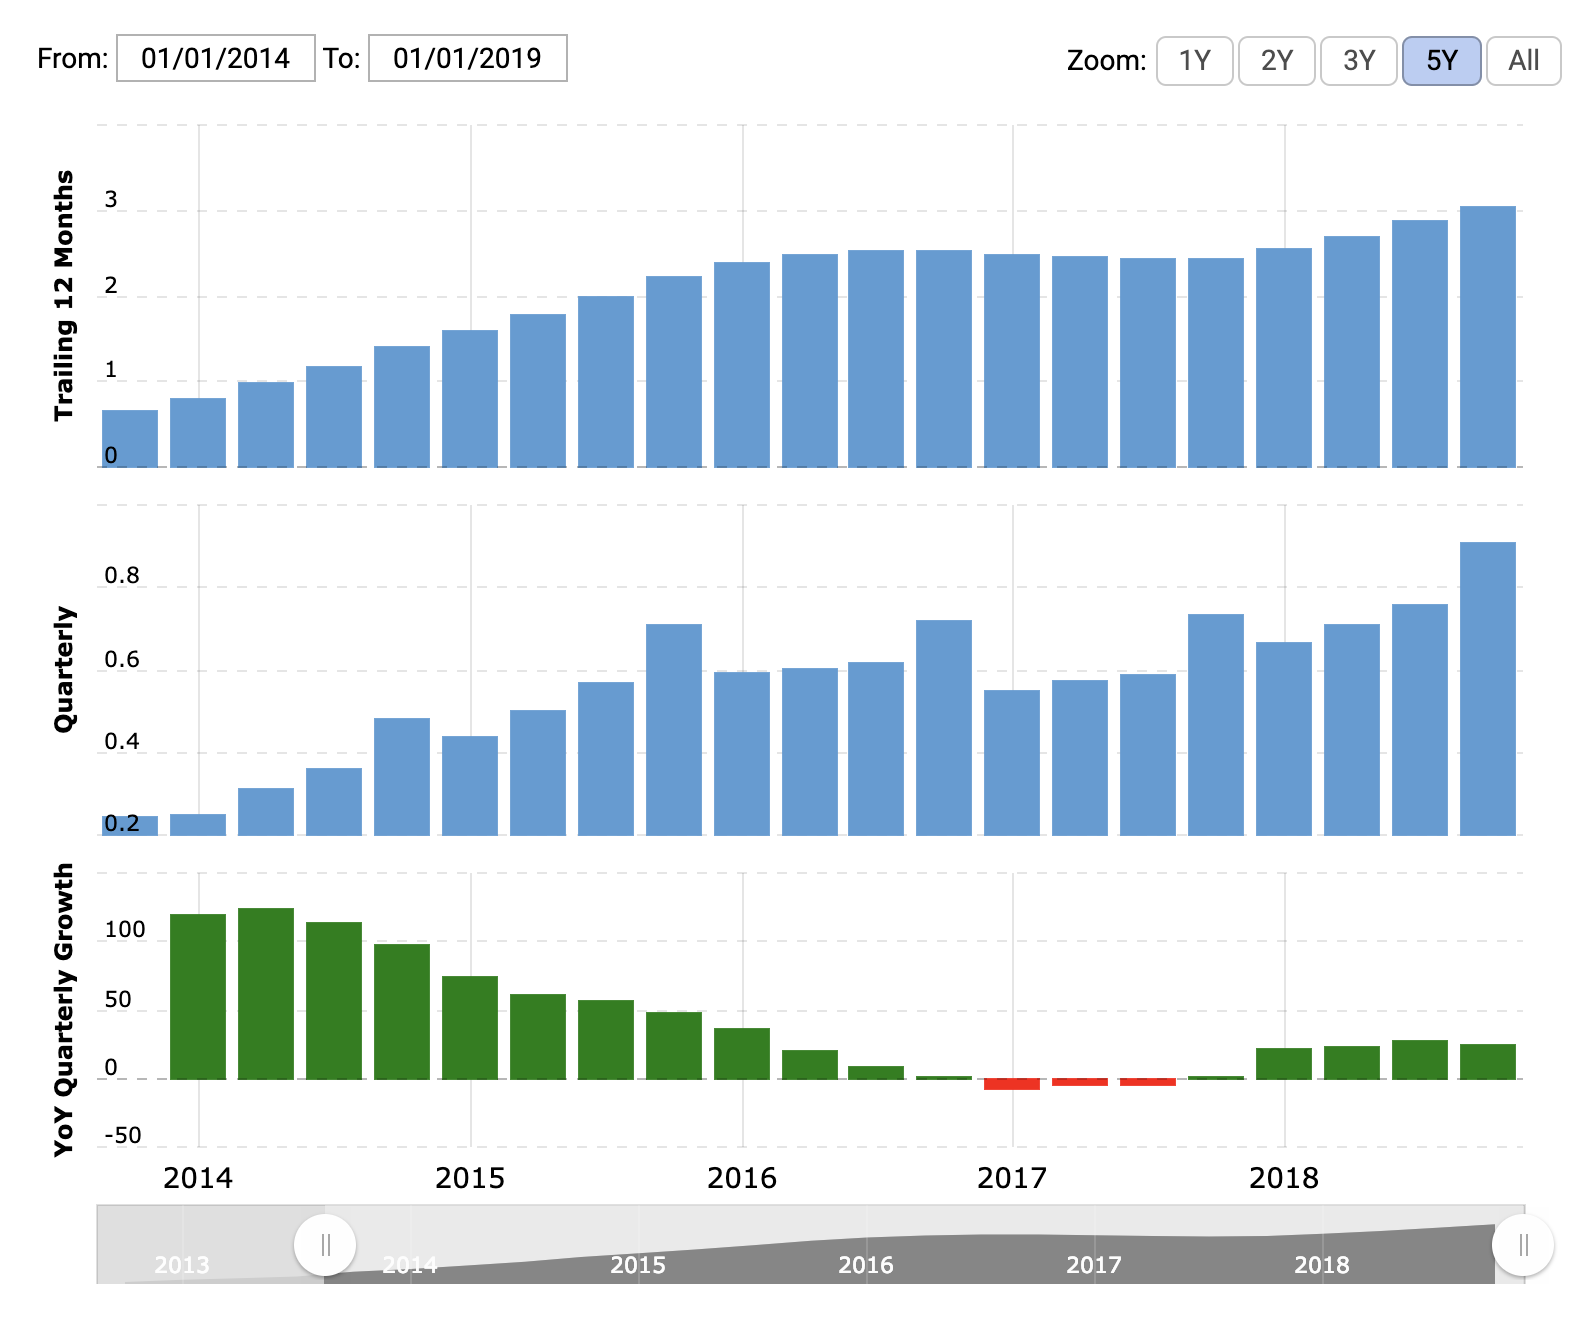 From: 01/01/2014 To: 01/01/2019 Zoom: 1Y 2Y 3Y 5Y All
Trailing 12 Months
3
2
1
0
Quarterly
0.8
0.6
0.4
0.2
YoY Quarterly Growth
100
50
0
-50
2014 2015 2016 2017 2018
2013 2014 2015 2016 2017 2018